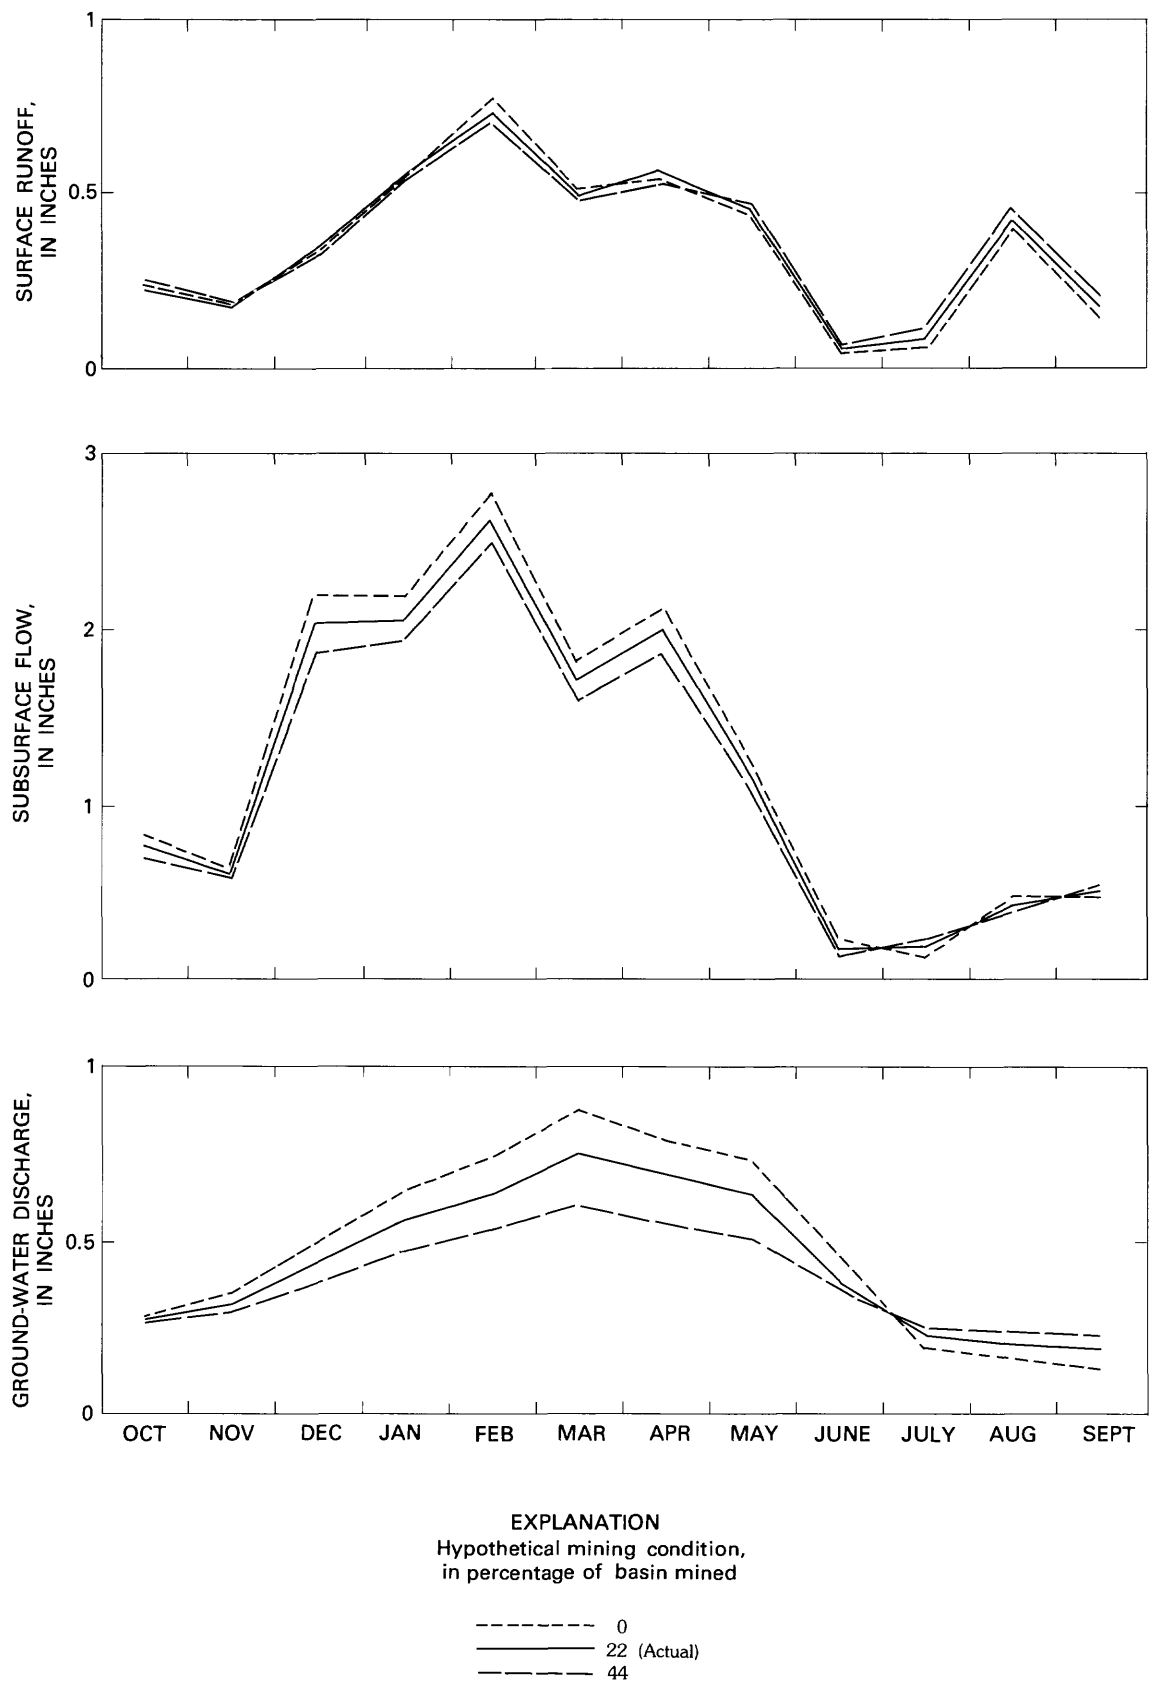 1
0.5
0
SURFACE RUNOFF,
IN INCHES
3
2
1
0
SUBSURFACE FLOW,
IN INCHES
1
0.5
0
GROUND-WATER DISCHARGE,
IN INCHES
OCT NOV DEC JAN FEB MAR APR MAY JUNE JULY AUG SEPT
EXPLANATION
Hypothetical mining condition,
in percentage of basin mined
0
22 (Actual)
44